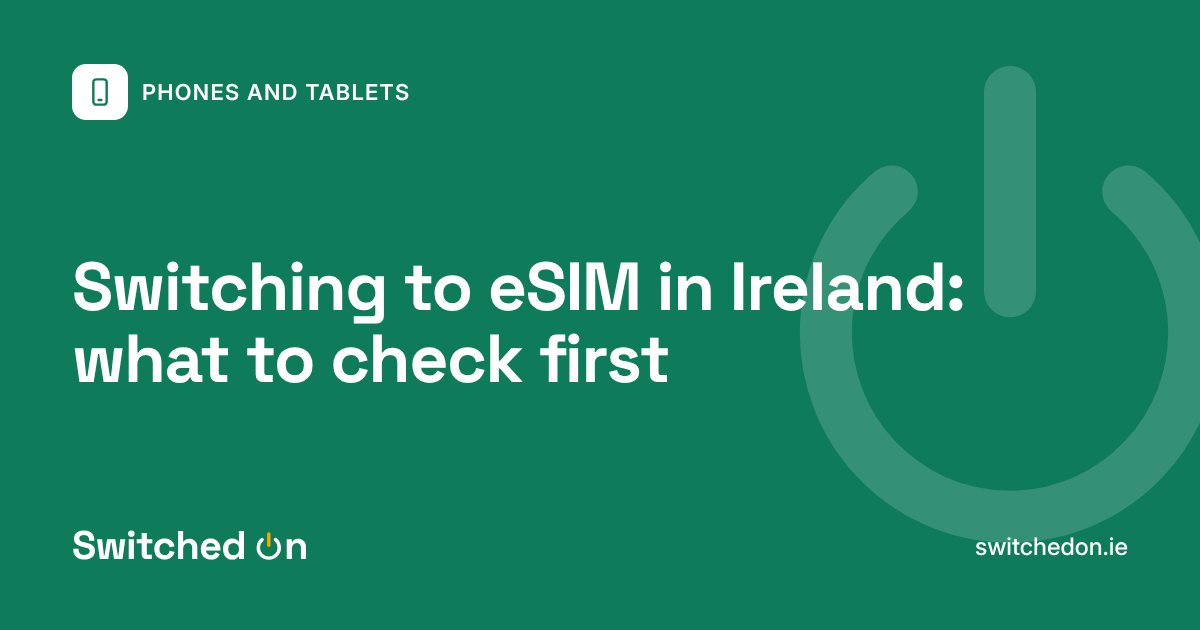 PHONES AND TABLETS
Switching to eSIM in Ireland:
what to check first
Switched On
switchedon.ie